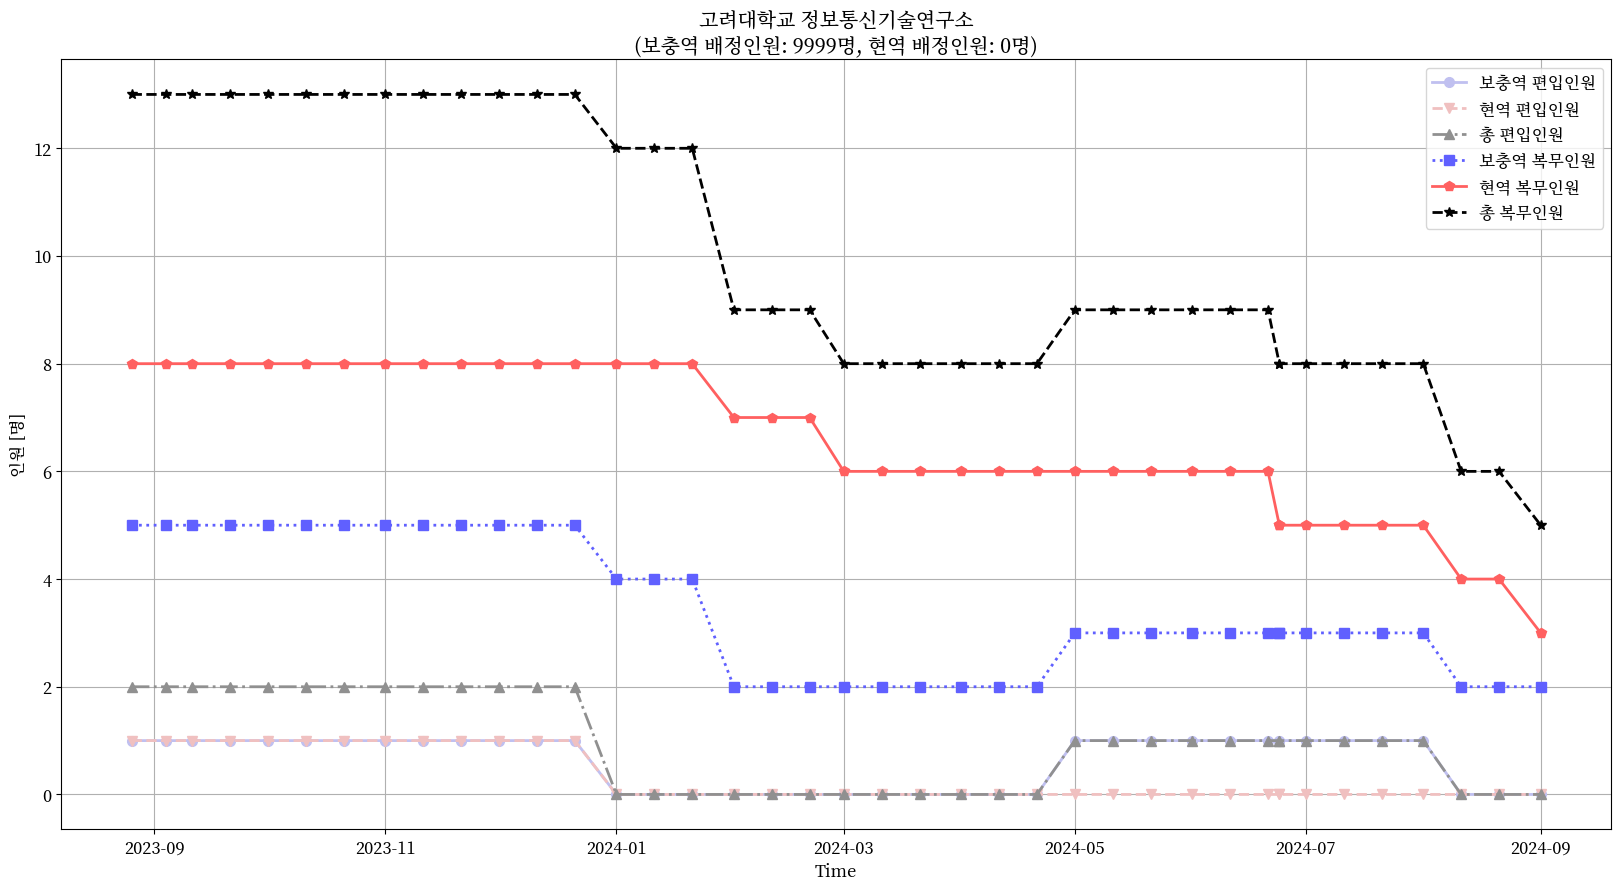 고려대학교 정보통신기술연구소
(보충역 배정인원: 9999명, 현역 배정인원: 0명)
보충역 편입인원
현역 편입인원
총 편입인원
보충역 복무인원
현역 복무인원
총 복무인원
인원 [명]
12
10
8
6
4
2
0
2023-09
2023-11
2024-01
2024-03
2024-05
2024-07
2024-09
Time